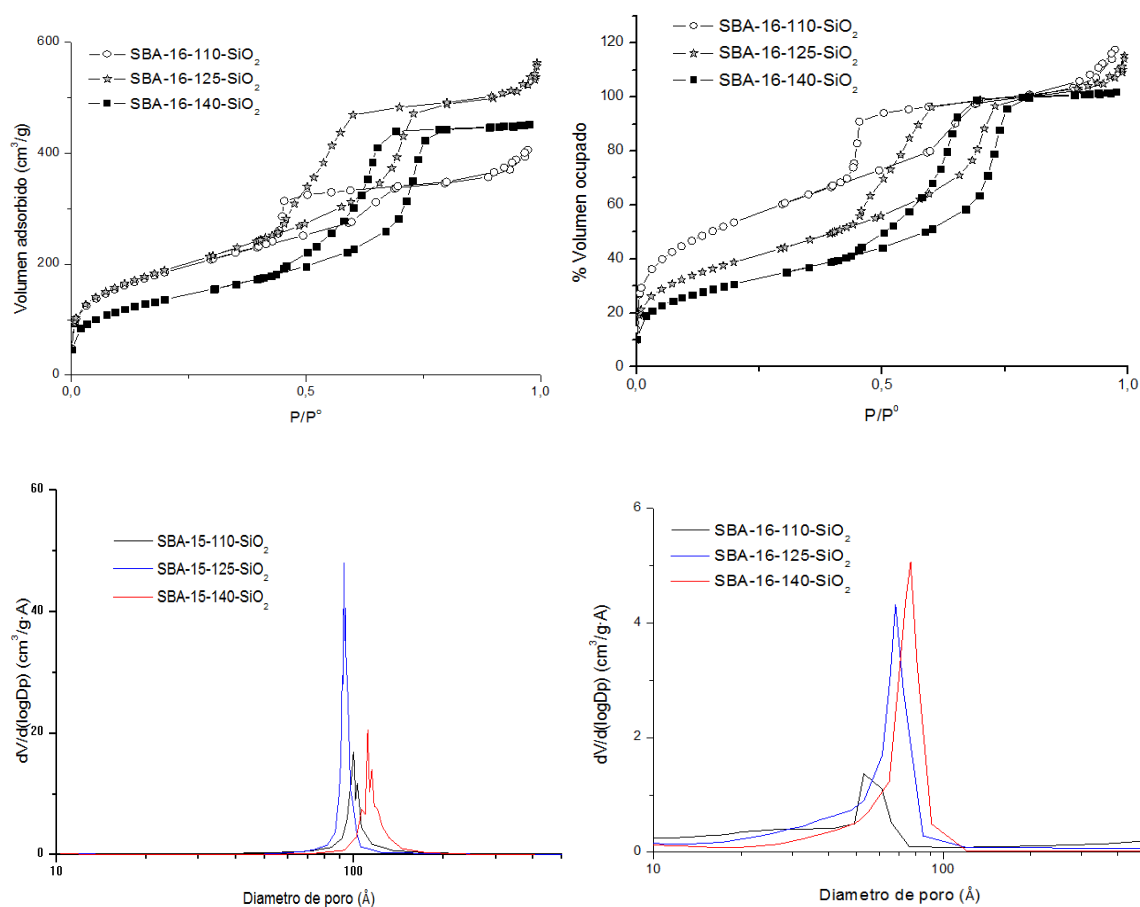 SBA-16-110-SiO2
SBA-16-125-SiO2
SBA-16-140-SiO2
Volumen adsorbido (cm3/g)
600
400
200
0
0,0
0,5
1,0
P/Po
SBA-16-110-SiO2
SBA-16-125-SiO2
SBA-16-140-SiO2
% Volumen ocupado
120
100
80
60
40
20
0
0,0
0,5
1,0
P/P0
SBA-15-110-SiO2
SBA-15-125-SiO2
SBA-15-140-SiO2
dV/d(logDp) (cm3/g·A)
60
40
20
0
10
100
Diametro de poro (Å)
SBA-16-110-SiO2
SBA-16-125-SiO2
SBA-16-140-SiO2
dV/d(logDp) (cm3/g·A)
6
4
2
0
10
100
Diametro de poro (Å)